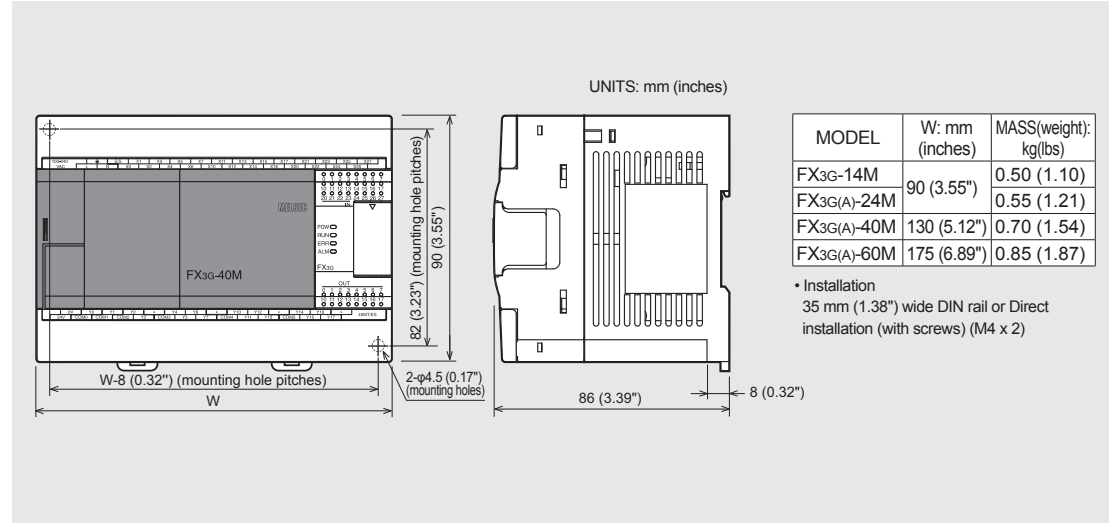 UNITS: mm (inches)
MELSEC
POW
RUN
ERR
ALM
FX3G
FX3G-40M
IN
OUT
82 (3.23") (mounting hole pitches)
90 (3.55")
W-8 (0.32") (mounting hole pitches)
W
2-φ4.5 (0.17")
(mounting holes)
86 (3.39")
8 (0.32")
MODEL W: mm (inches) MASS(weight): kg(lbs)
FX3G-14M 90 (3.55") 0.50 (1.10)
FX3G(A)-24M 0.55 (1.21)
FX3G(A)-40M 130 (5.12") 0.70 (1.54)
FX3G(A)-60M 175 (6.89") 0.85 (1.87)
• Installation
35 mm (1.38") wide DIN rail or Direct
installation (with screws) (M4 x 2)